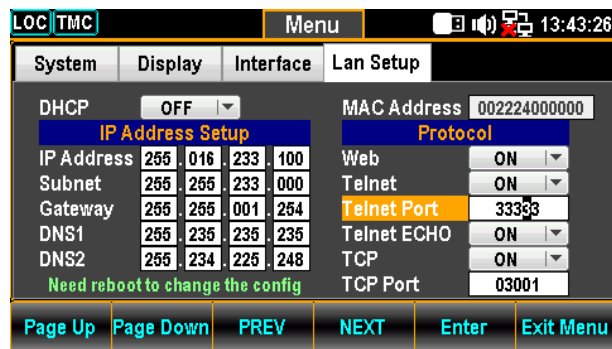 LOC TMC Menu 13:43:26
System Display Interface Lan Setup
DHCP OFF MAC Address 002224000000
IP Address Setup Protocol
IP Address 255 . 016 . 233 . 100 Web ON
Subnet 255 . 255 . 233 . 000 Telnet ON
Gateway 255 . 255 . 001 . 254 Telnet Port 33333
DNS1 255 . 235 . 235 . 235 Telnet ECHO ON
DNS2 255 . 234 . 225 . 248 TCP ON
Need reboot to change the config TCP Port 03001
Page Up Page Down PREV NEXT Enter Exit Menu